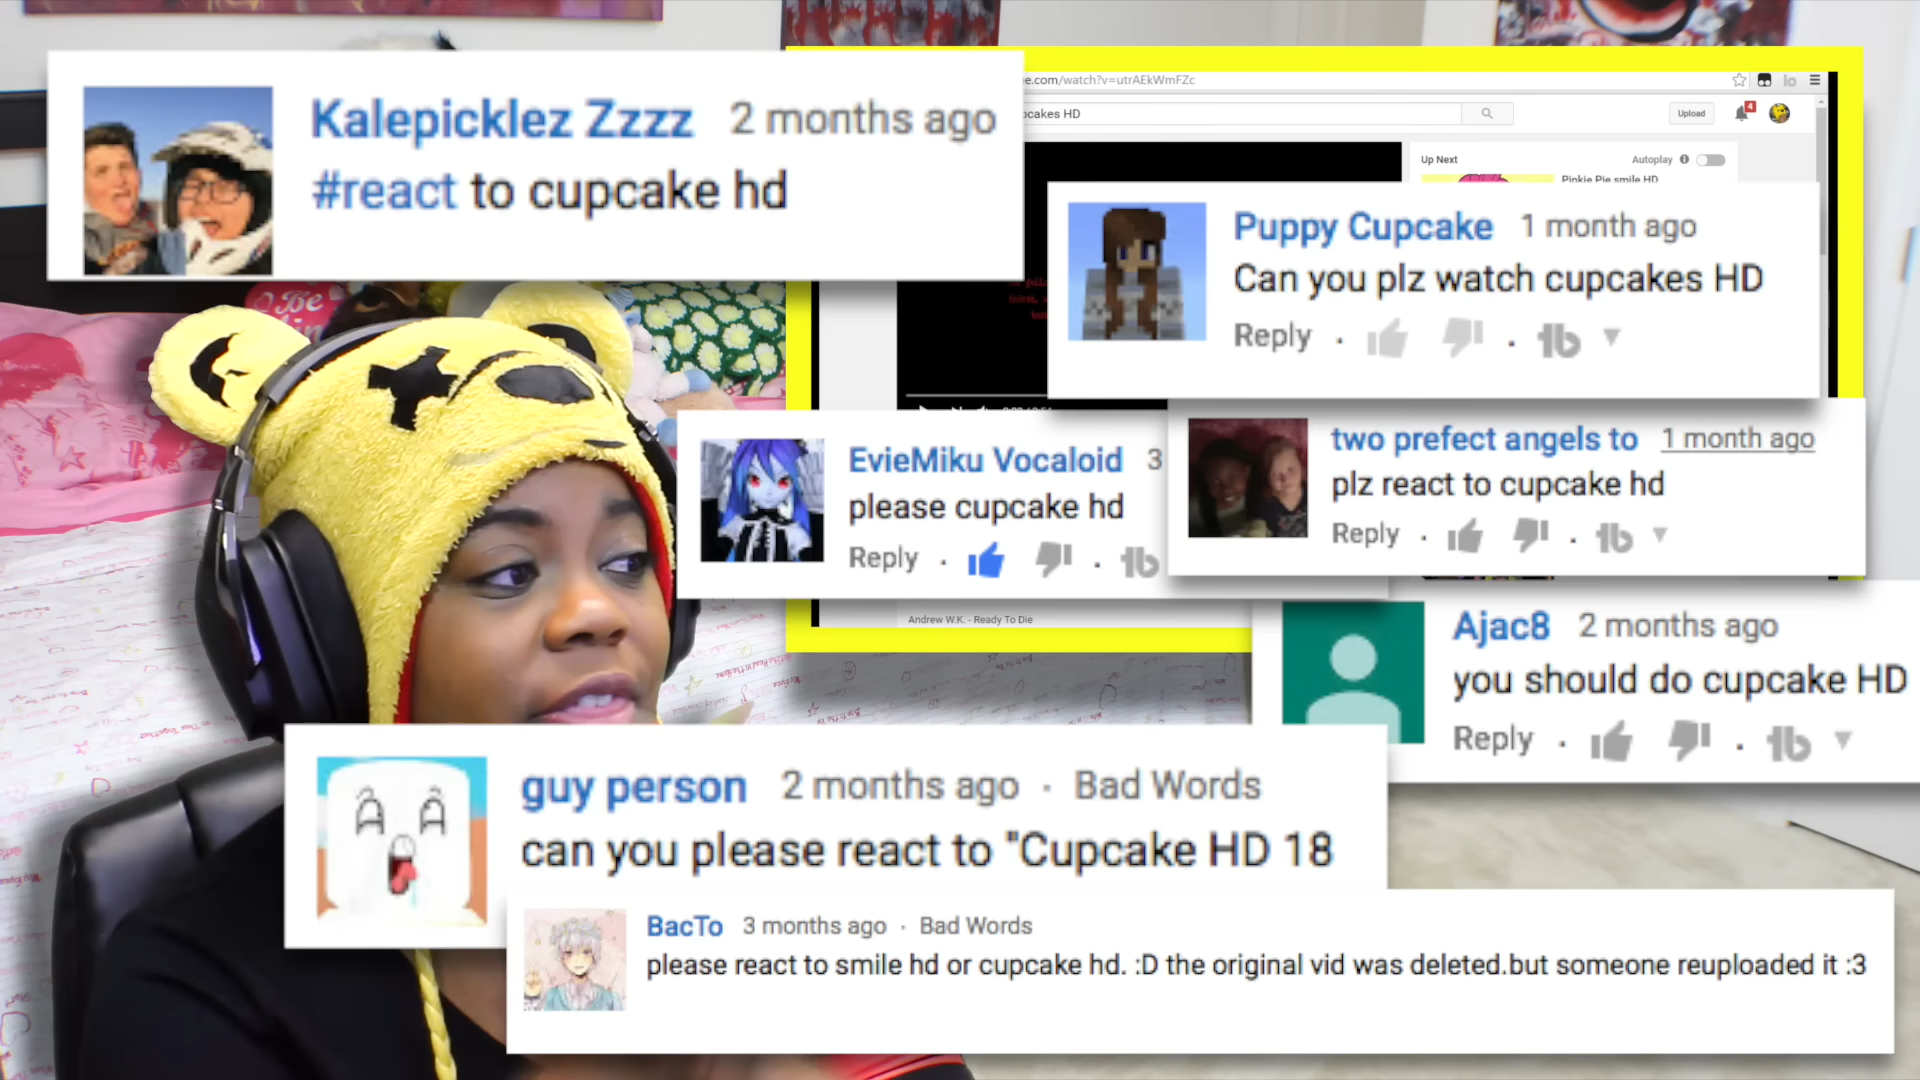 Kalepicklez Zzzz 2 months ago
#react to cupcake hd
e.com/watch?v=utrAEkWmFZc
pcakes HD
Upload
4
Up Next
Autoplay
Pinkie Pie smile HD
Puppy Cupcake 1 month ago
Can you plz watch cupcakes HD
Reply
Be
EvieMiku Vocaloid 3
please cupcake hd
Reply
two prefect angels to 1 month ago
plz react to cupcake hd
Reply
Andrew W.K. - Ready To Die
Ajac8 2 months ago
you should do cupcake HD
Reply
guy person 2 months ago · Bad Words
can you please react to "Cupcake HD 18
BacTo 3 months ago · Bad Words
please react to smile hd or cupcake hd. :D the original vid was deleted.but someone reuploaded it :3